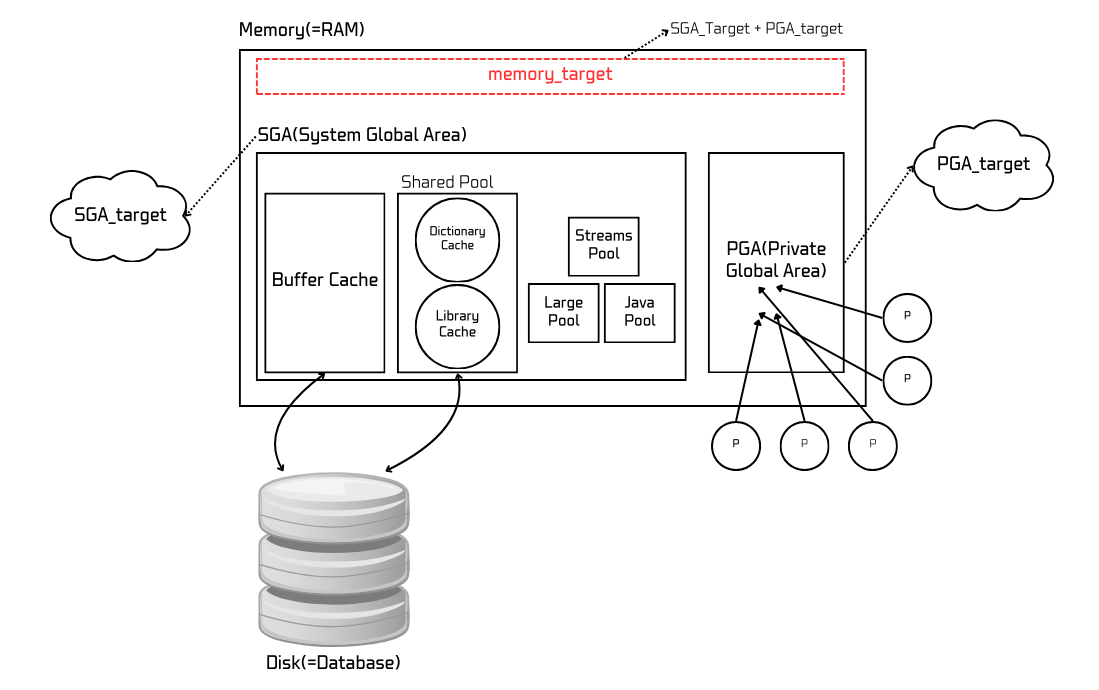 Memory(=RAM)
SGA_Target + PGA_target
memory_target
SGA(System Global Area)
SGA_target
PGA_target
Shared Pool
Buffer Cache
Dictionary
Cache
Library
Cache
Streams
Pool
Large
Pool
Java
Pool
PGA(Private
Global Area)
P
P
P
P
P
Disk(=Database)